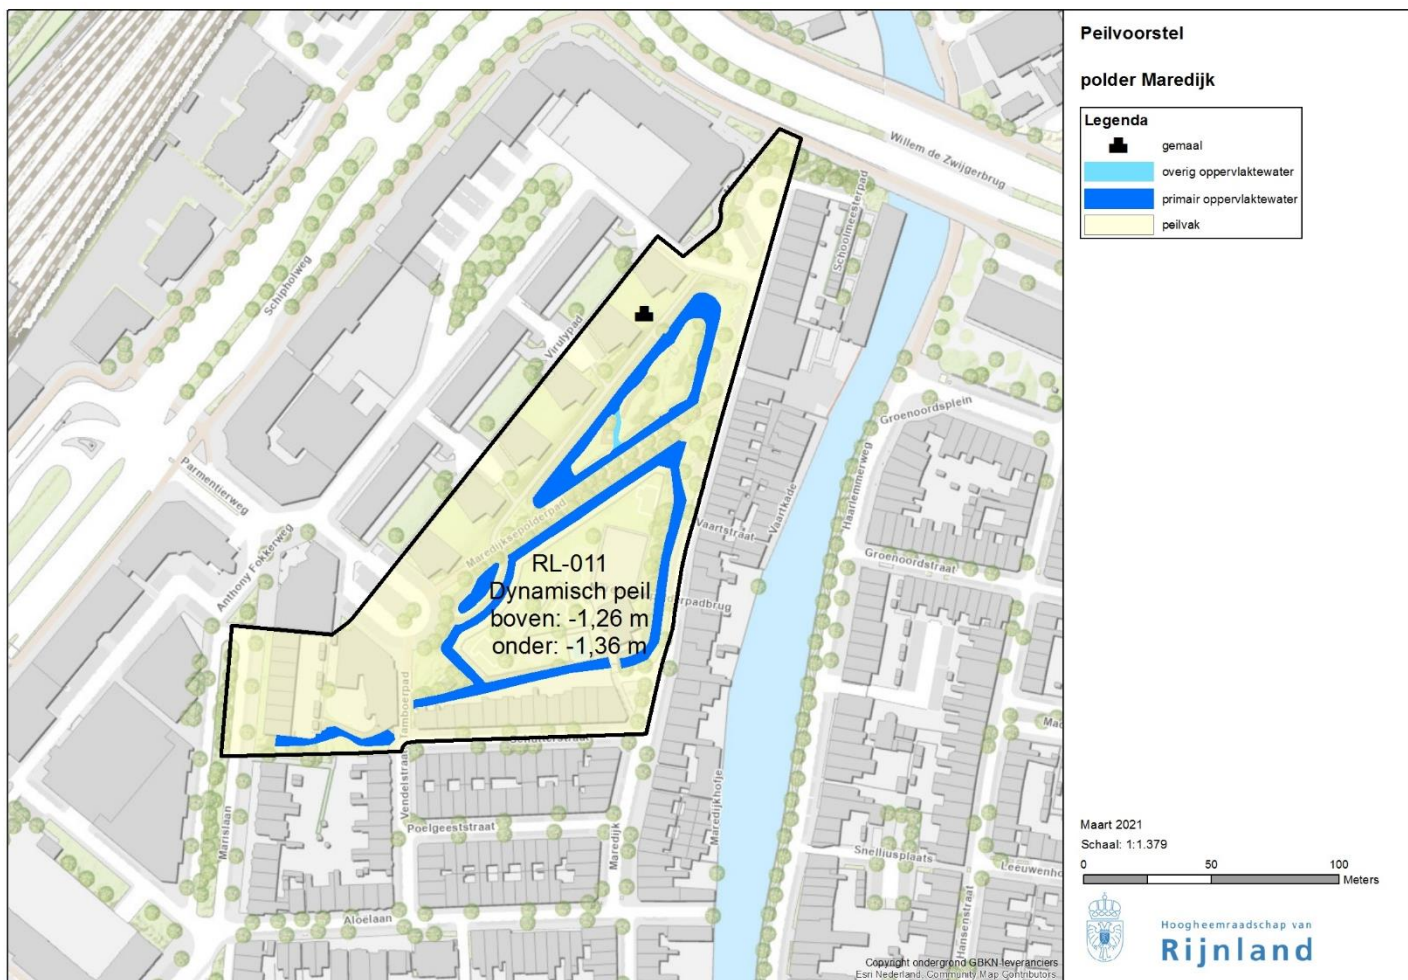 Peilvoorstel
polder Maredijk
Legenda
gemaal
overig oppervlaktewater
primair oppervlaktewater
peilvak
Willem de Zwijgerbrug
Schoolmeesterpad
Schipholweg
Virulypad
Groenoordsplein
Parmentierweg
Vaartkade
Haarlemmerweg
Maredijksepolderpad
Vaartstraat
Anthony Fokkerweg
Groenoordstraat
RL-011
Dynamisch peil
boven: -1,26 m
onder: -1,36 m
Tamboerpad
Schutterstraat
Vendelstraat
Maredijkhofje
Marislaan
Poelgeeststraat
Maredijk
Snelliusplaats
Leeuwenho
Aloëlaan
Hansenstraat
Maart 2021
Schaal: 1:1.379
0 50 100
Meters
Hoogheemraadschap van
Rijnland
Copyright ondergrond GBKN leveranciers
Esri Nederland, Community Map Contributors